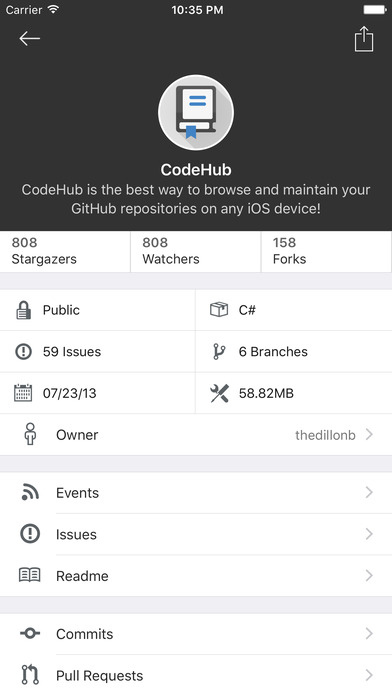 Carrier 10:35 PM
CodeHub
CodeHub is the best way to browse and maintain your
GitHub repositories on any iOS device!
808 808 158
Stargazers Watchers Forks
Public C#
59 Issues 6 Branches
07/23/13 58.82MB
Owner thedillonb
Events
Issues
Readme
Commits
Pull Requests